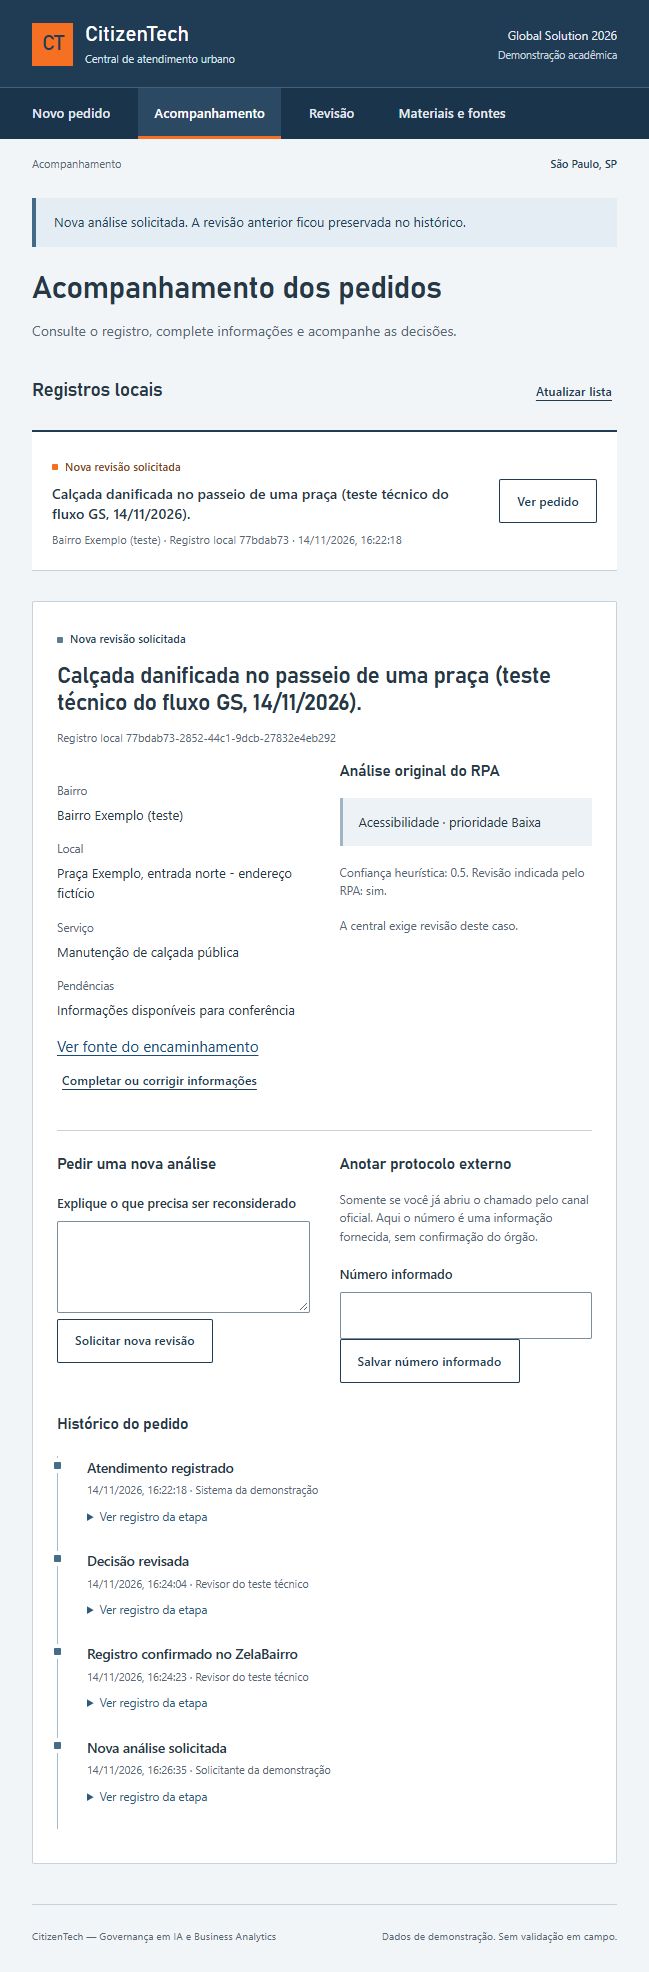 CT
CitizenTech
Central de atendimento urbano
Global Solution 2026
Demonstração acadêmica
Novo pedido
Acompanhamento
Revisão
Materiais e fontes
Acompanhamento
São Paulo, SP
Nova análise solicitada. A revisão anterior ficou preservada no histórico.
Acompanhamento dos pedidos
Consulte o registro, complete informações e acompanhe as decisões.
Registros locais
Atualizar lista
Nova revisão solicitada
Calçada danificada no passeio de uma praça (teste técnico do
fluxo GS, 14/11/2026).
Bairro Exemplo (teste) · Registro local 77bdab73 · 14/11/2026, 16:22:18
Ver pedido
Nova revisão solicitada
Calçada danificada no passeio de uma praça (teste
técnico do fluxo GS, 14/11/2026).
Registro local 77bdab73-2852-44c1-9dcb-27832e4eb292
Bairro
Bairro Exemplo (teste)
Local
Praça Exemplo, entrada norte - endereço
fictício
Serviço
Manutenção de calçada pública
Pendências
Informações disponíveis para conferência
Ver fonte do encaminhamento
Completar ou corrigir informações
Análise original do RPA
Acessibilidade · prioridade Baixa
Confiança heurística: 0.5. Revisão indicada pelo
RPA: sim.
A central exige revisão deste caso.
Pedir uma nova análise
Explique o que precisa ser reconsiderado
Solicitar nova revisão
Anotar protocolo externo
Somente se você já abriu o chamado pelo canal
oficial. Aqui o número é uma informação
fornecida, sem confirmação do órgão.
Número informado
Salvar número informado
Histórico do pedido
Atendimento registrado
14/11/2026, 16:22:18 · Sistema da demonstração
▶ Ver registro da etapa
Decisão revisada
14/11/2026, 16:24:04 · Revisor do teste técnico
▶ Ver registro da etapa
Registro confirmado no ZelaBairro
14/11/2026, 16:24:23 · Revisor do teste técnico
▶ Ver registro da etapa
Nova análise solicitada
14/11/2026, 16:26:35 · Solicitante da demonstração
▶ Ver registro da etapa
CitizenTech — Governança em IA e Business Analytics
Dados de demonstração. Sem validação em campo.